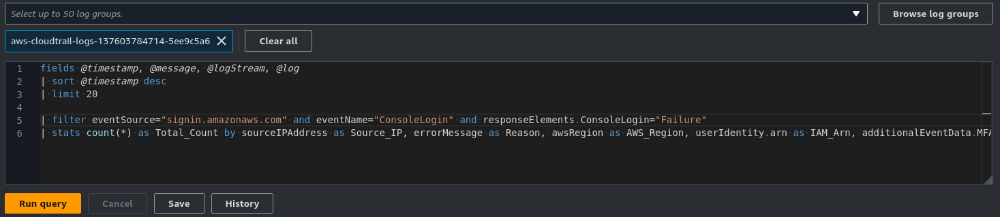 Select up to 50 log groups.
Browse log groups
aws-cloudtrail-logs-137603784714-5ee9c5a6
Clear all
1 fields @timestamp, @message, @logStream, @log
2 | sort @timestamp desc
3 | limit 20
4
5 | filter eventSource="signin.amazonaws.com" and eventName="ConsoleLogin" and responseElements.ConsoleLogin="Failure"
6 | stats count(*) as Total_Count by sourceIPAddress as Source_IP, errorMessage as Reason, awsRegion as AWS_Region, userIdentity.arn as IAM_Arn, additionalEventData.MFA
Run query
Cancel
Save
History